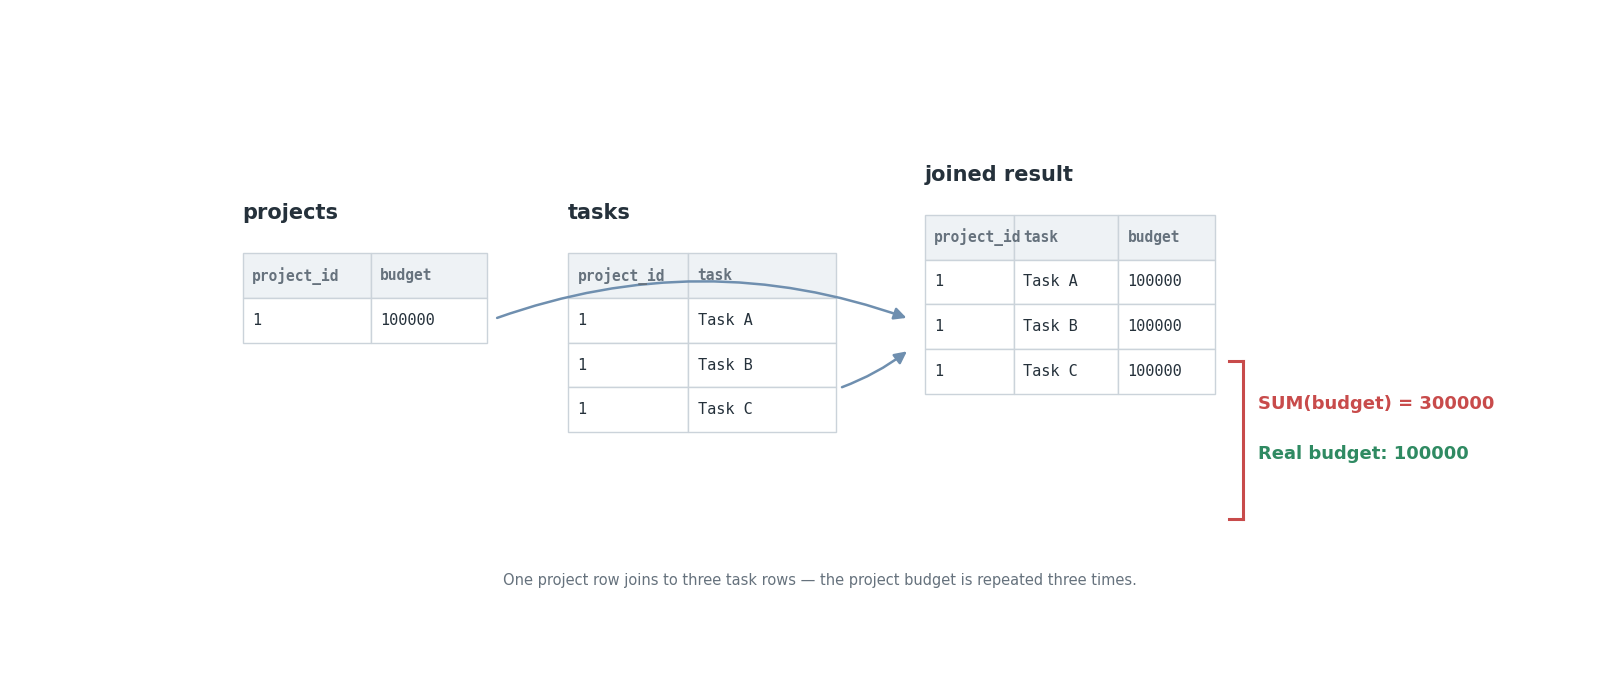 projects
project_id budget
1 100000
tasks
project_id task
1 Task A
1 Task B
1 Task C
joined result
project_id task budget
1 Task A 100000
1 Task B 100000
1 Task C 100000
SUM(budget) = 300000
Real budget: 100000
One project row joins to three task rows — the project budget is repeated three times.